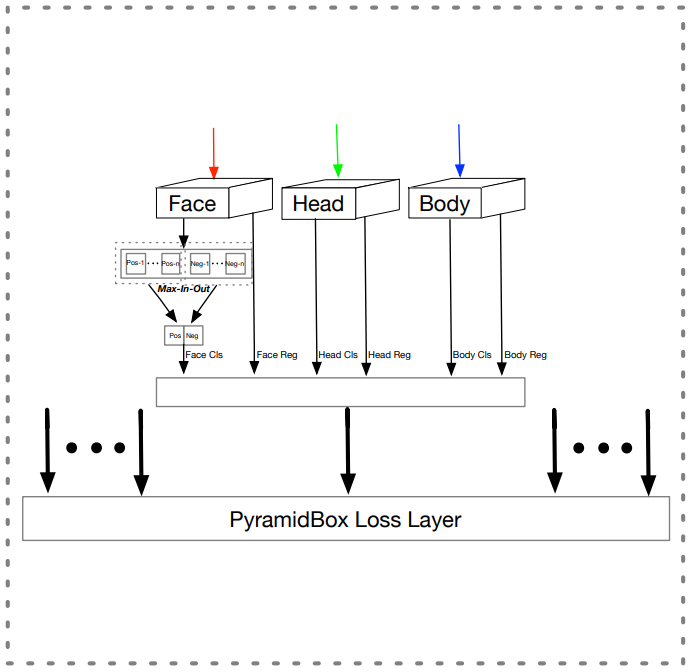 Face Head Body
Pos-1 Pos-n Neg-1 Neg-n
Max-In-Out
Pos Neg
Face Cls Face Reg Head Cls Head Reg Body Cls Body Reg
PyramidBox Loss Layer